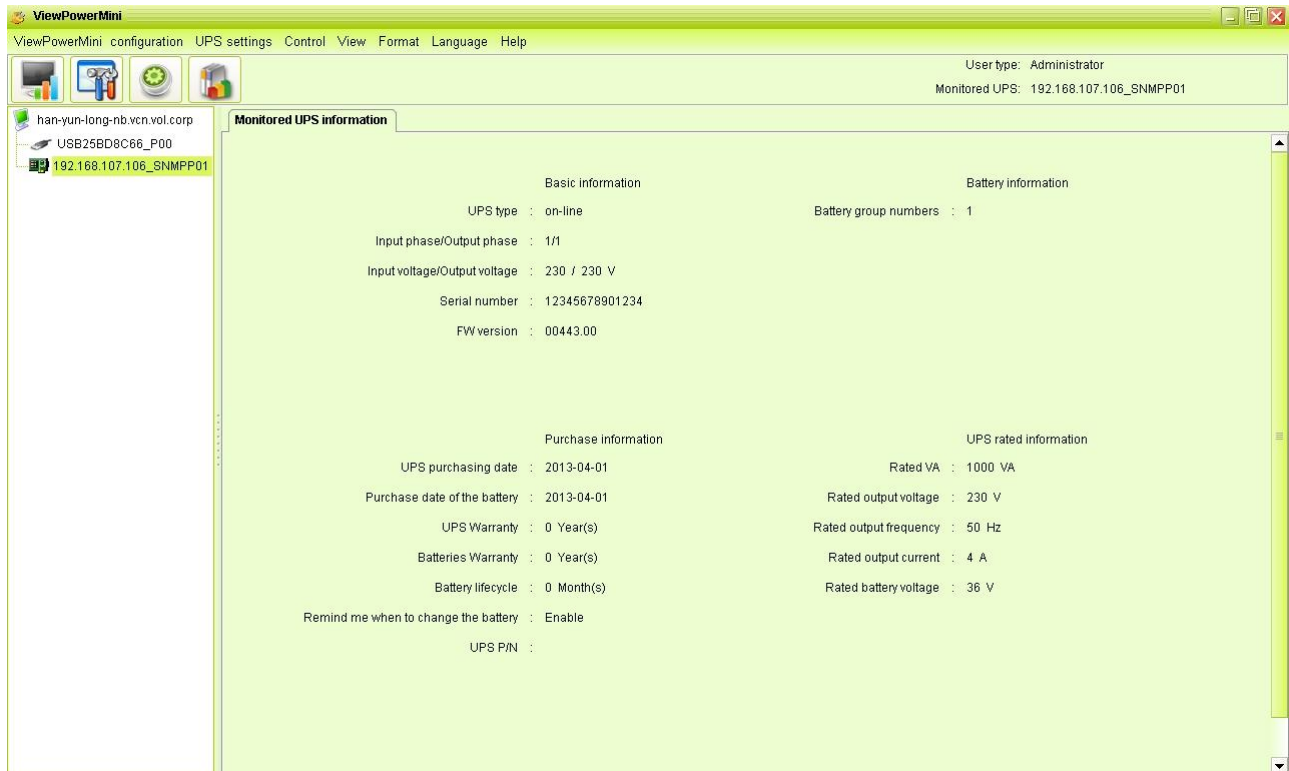 ViewPowerMini
ViewPowerMini configuration UPS settings Control View Format Language Help
User type: Administrator
Monitored UPS: 192.168.107.106_SNMPP01
han-yun-long-nb.vcn.vol.corp
USB25BD8C66_P00
192.168.107.106_SNMPP01
Monitored UPS information
Basic information
UPS type : on-line
Input phase/Output phase : 1/1
Input voltage/Output voltage : 230 / 230 V
Serial number : 12345678901234
FW version : 00443.00
Battery information
Battery group numbers : 1
Purchase information
UPS purchasing date : 2013-04-01
Purchase date of the battery : 2013-04-01
UPS Warranty : 0 Year(s)
Batteries Warranty : 0 Year(s)
Battery lifecycle : 0 Month(s)
Remind me when to change the battery : Enable
UPS P/N :
UPS rated information
Rated VA : 1000 VA
Rated output voltage : 230 V
Rated output frequency : 50 Hz
Rated output current : 4 A
Rated battery voltage : 36 V